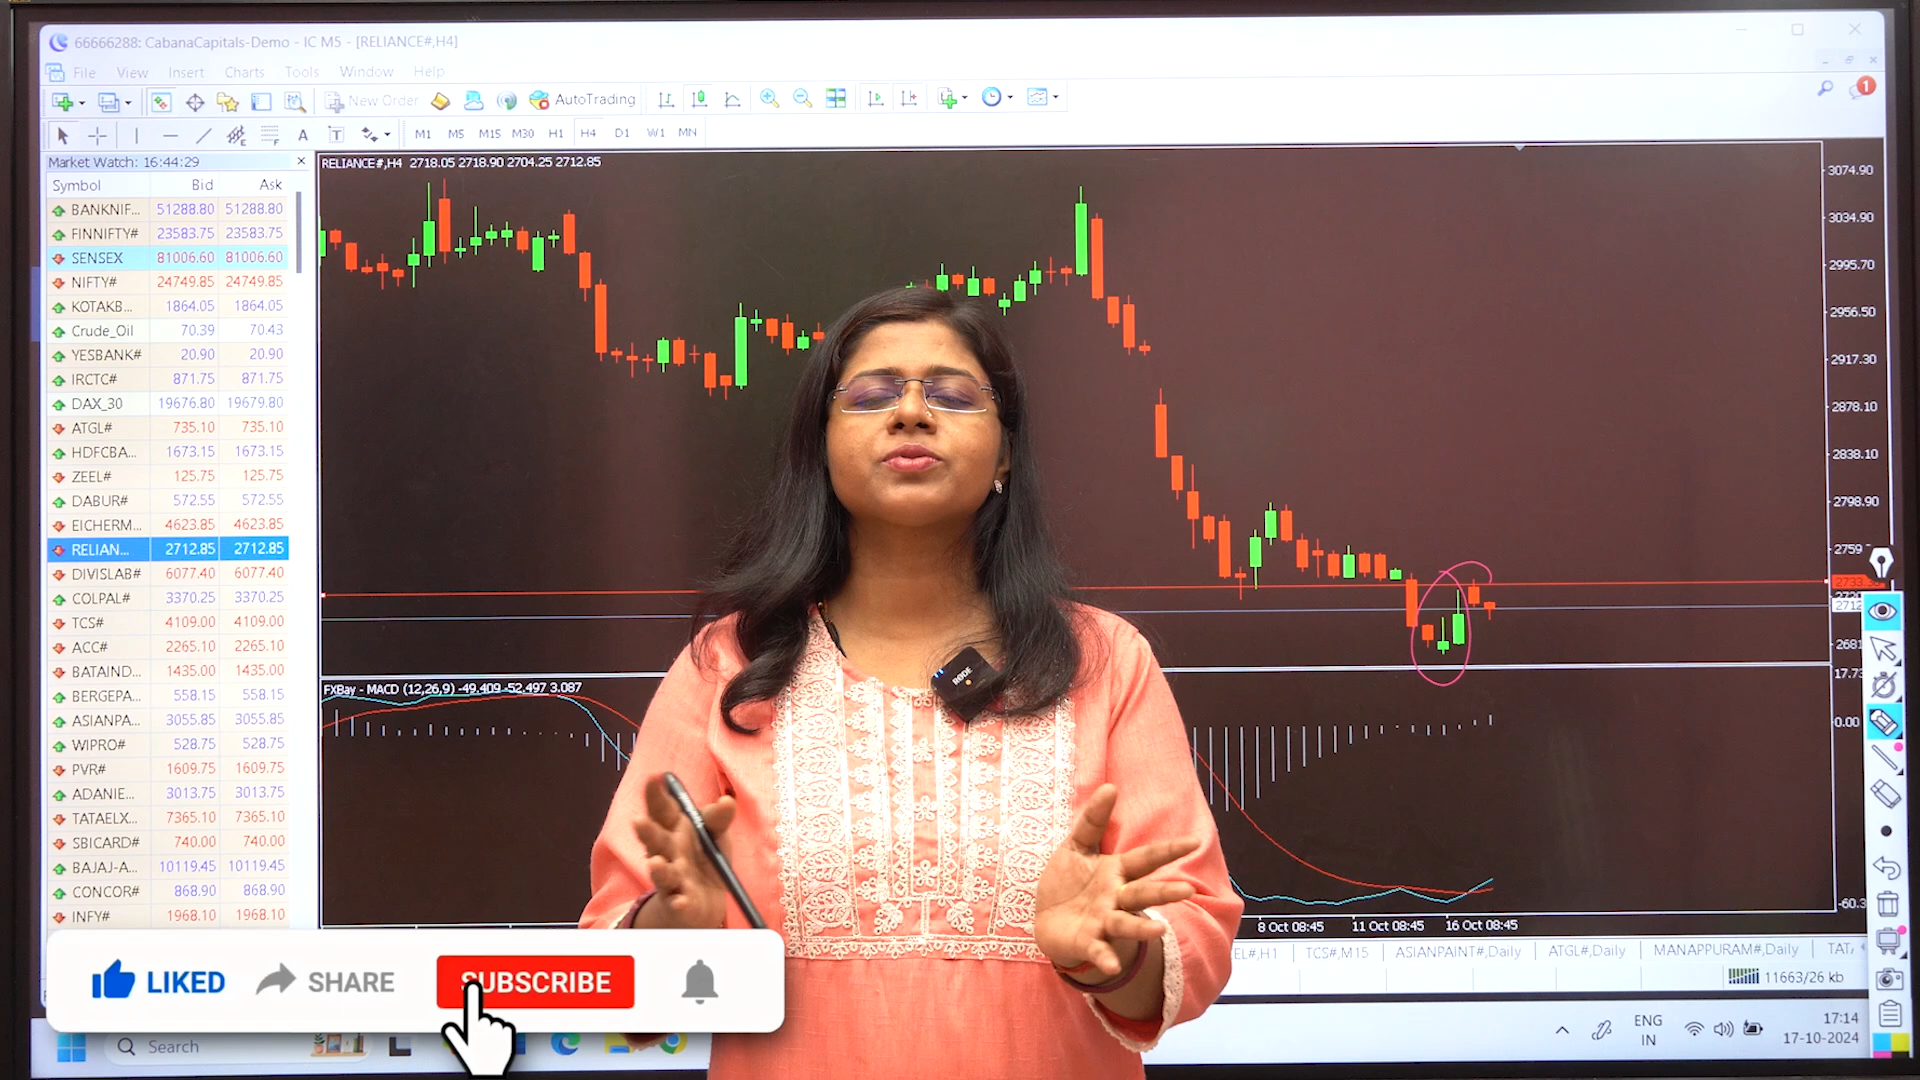 66666288: CabanaCapitals-Demo - IC M5 - [RELIANCE#,H4]
File View Insert Charts Tools Window Help
New Order AutoTrading
1
M1 M5 M15 M30 H1 H4 D1 W1 MN
Market Watch: 16:44:29
Symbol Bid Ask
BANKNIF... 51288.80 51288.80
FINNIFTY# 23583.75 23583.75
SENSEX 81006.60 81006.60
NIFTY# 24749.85 24749.85
KOTAKB... 1864.05 1864.05
Crude_Oil 70.39 70.43
YESBANK# 20.90 20.90
IRCTC# 871.75 871.75
DAX_30 19676.80 19679.80
ATGL# 735.10 735.10
HDFCBA... 1673.15 1673.15
ZEEL# 125.75 125.75
DABUR# 572.55 572.55
EICHERM... 4623.85 4623.85
RELIAN... 2712.85 2712.85
DIVISLAB# 6077.40 6077.40
COLPAL# 3370.25 3370.25
TCS# 4109.00 4109.00
ACC# 2265.10 2265.10
BATAIND... 1435.00 1435.00
BERGEPA... 558.15 558.15
ASIANPA... 3055.85 3055.85
WIPRO# 528.75 528.75
PVR# 1609.75 1609.75
ADANIE... 3013.75 3013.75
TATAELX... 7365.10 7365.10
SBICARD# 740.00 740.00
BAJAJ-A... 10119.45 10119.45
CONCOR# 868.90 868.90
INFY# 1968.10 1968.10
RELIANCE#,H4 2718.05 2718.90 2704.25 2712.85
3074.90
3034.90
2995.70
2956.50
2917.30
2878.10
2838.10
2798.90
2759
2712
2681
RØDE
FXBay - MACD (12,26,9) -49.409 -52.497 3.087
17.73
0.00
-60.3
8 Oct 08:45 11 Oct 08:45 16 Oct 08:45
EL#,H1 TCS#,M15 ASIANPAINT#,Daily ATGL#,Daily MANAPPURAM#,Daily TAT
11663/26 kb
LIKED SHARE SUBSCRIBE
Search
ENG
IN
17:14
17-10-2024